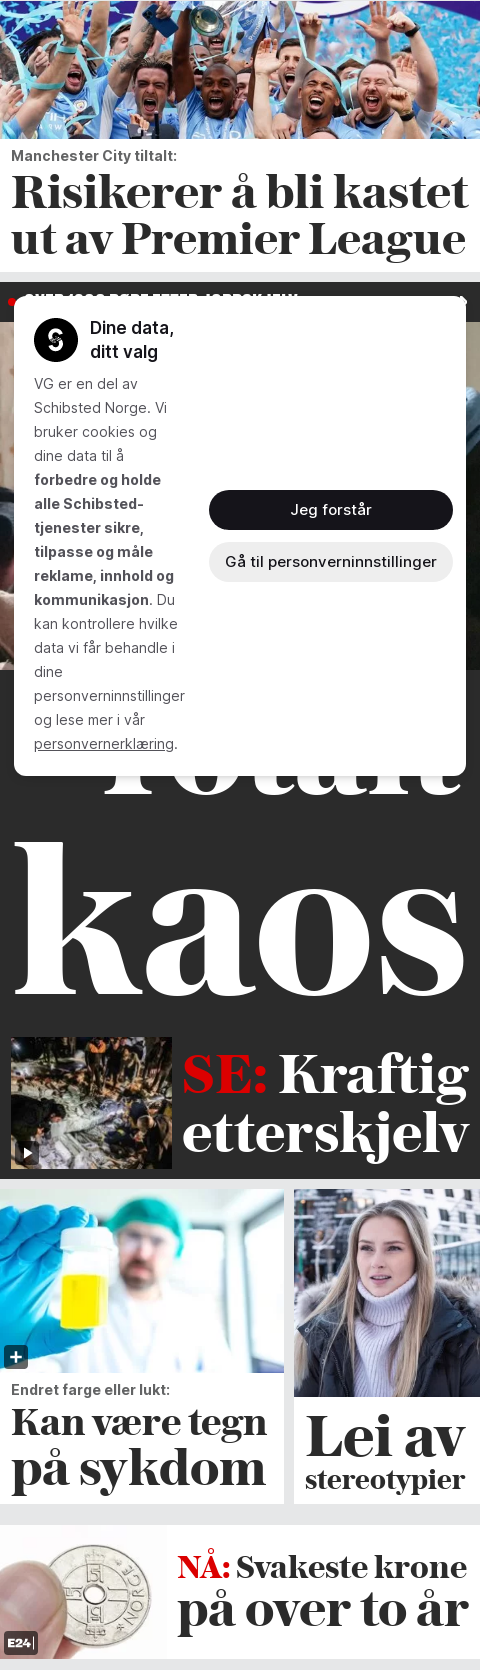 Manchester City tiltalt:
Risikerer å bli kastet
ut av Premier League
Dine data,
ditt valg
VG er en del av
Schibsted Norge. Vi
bruker cookies og
dine data til å
forbedre og holde
alle Schibsted-
tjenester sikre,
tilpasse og måle
reklame, innhold og
kommunikasjon. Du
kan kontrollere hvilke
data vi får behandle i
dine
personverninnstillinger
og lese mer i vår
personvernerklæring.
Jeg forstår
Gå til personverninnstillinger
kaos
SE: Kraftig
etterskjelv
Endret farge eller lukt:
Kan være tegn
på sykdom
Lei av
stereotypier
NÅ: Svakeste krone
på over to år
E24